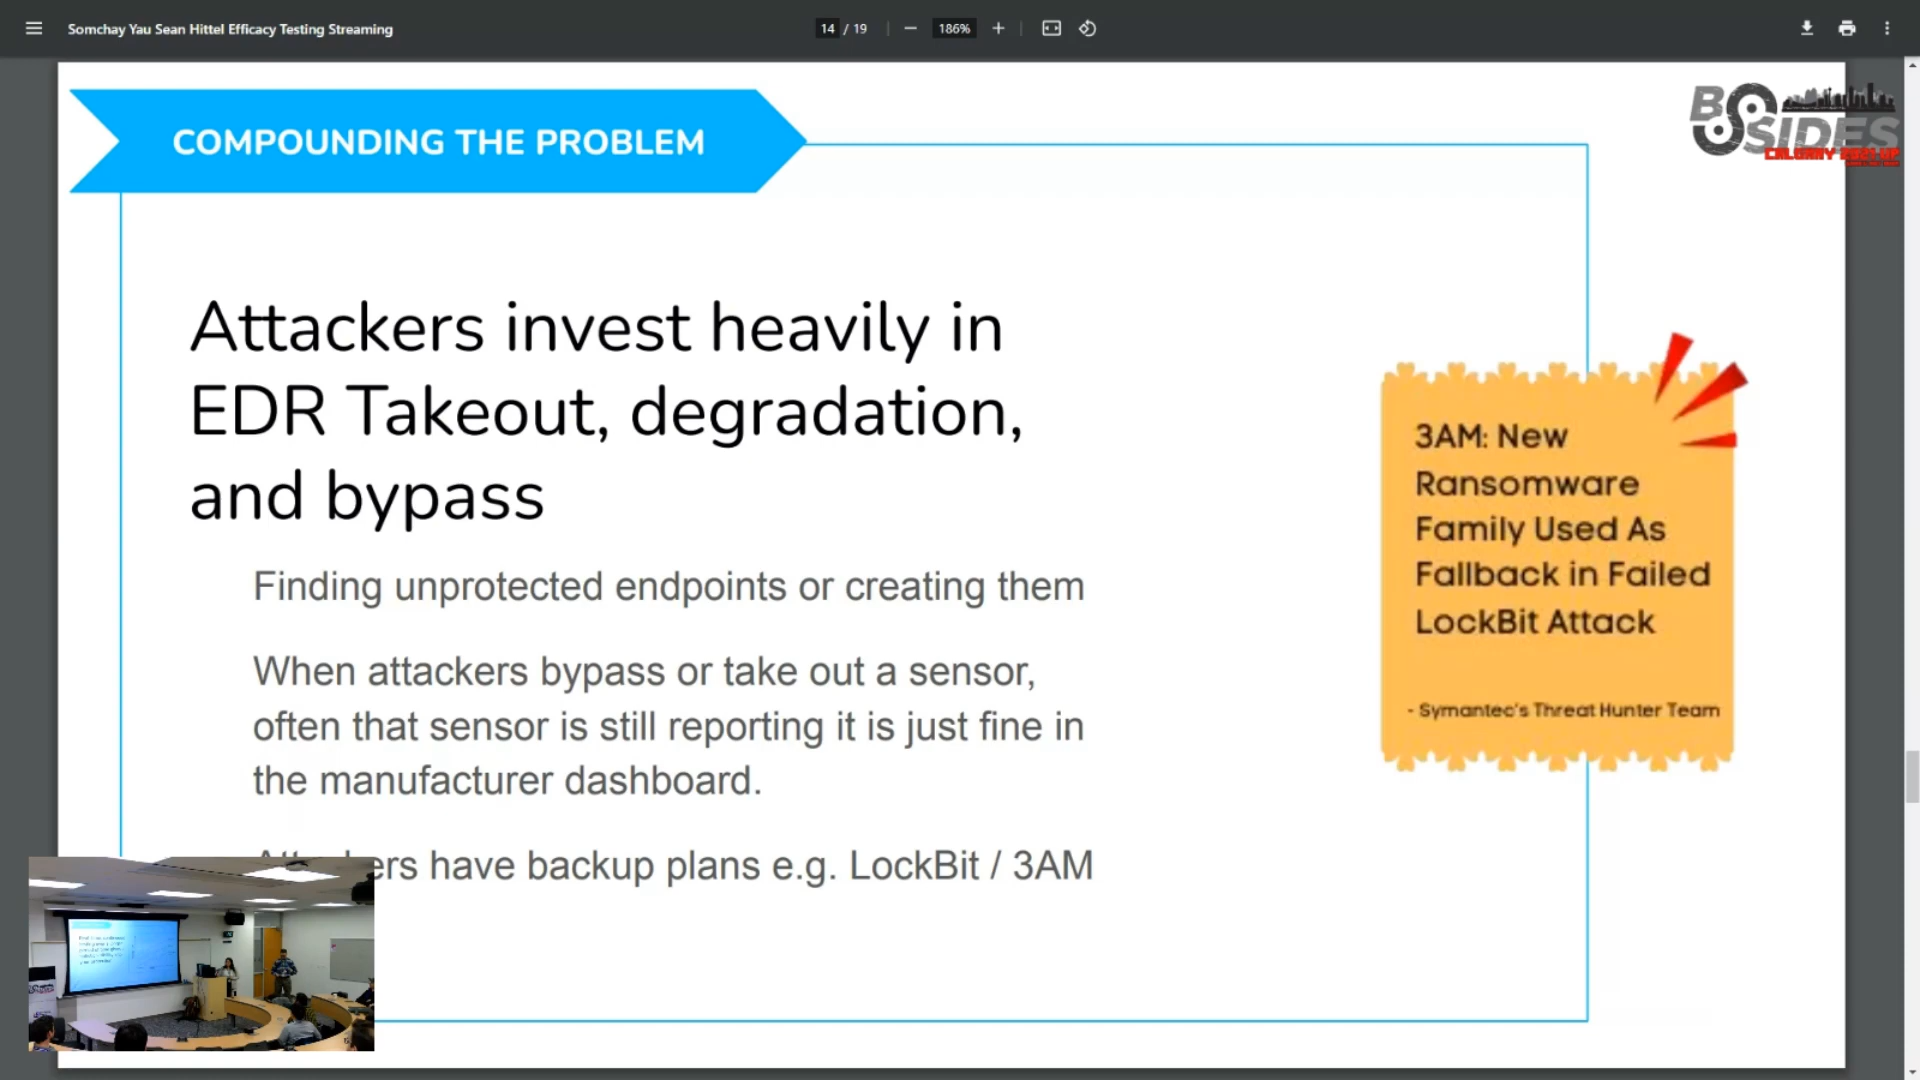 Somchay Yau Sean Hittel Efficacy Testing Streaming
14 / 19
186%
BSIDES
COMPOUNDING THE PROBLEM
Attackers invest heavily in
EDR Takeout, degradation,
and bypass
Finding unprotected endpoints or creating them
When attackers bypass or take out a sensor,
often that sensor is still reporting it is just fine in
the manufacturer dashboard.
have backup plans e.g. LockBit / 3AM
3AM: New
Ransomware
Family Used As
Fallback in Failed
LockBit Attack
- Symantec's Threat Hunter Team